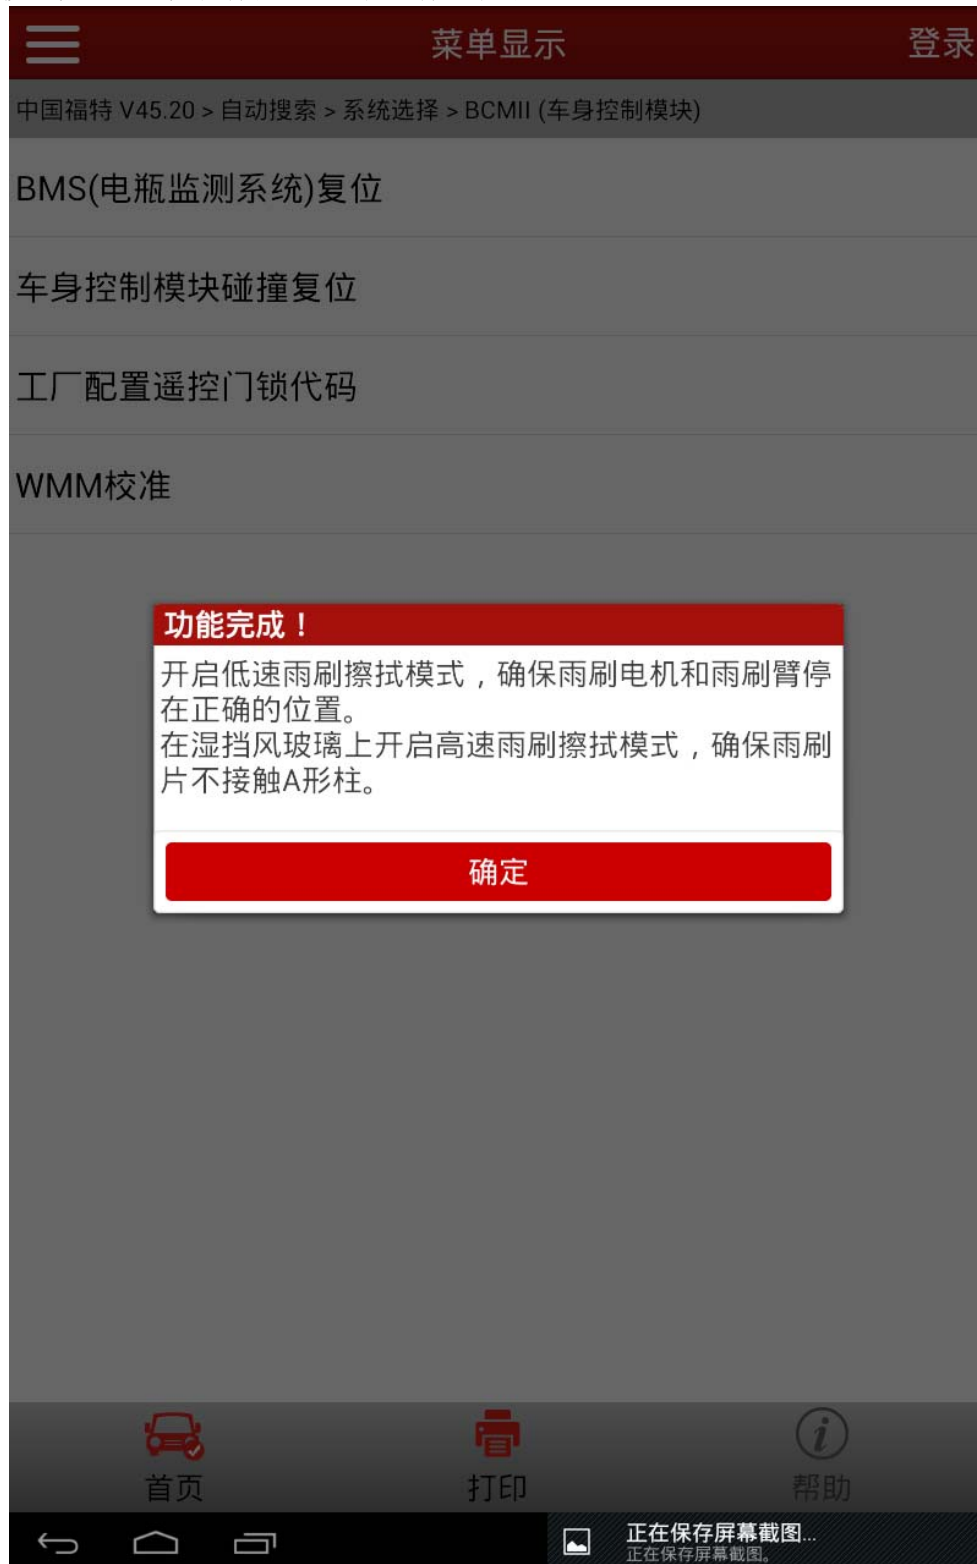 菜单显示
登录
中国福特 V45.20 > 自动搜索 > 系统选择 > BCMII (车身控制模块)
BMS(电瓶监测系统)复位
车身控制模块碰撞复位
工厂配置遥控门锁代码
WMM校准
功能完成！
开启低速雨刷擦拭模式，确保雨刷电机和雨刷臂停
在正确的位置。
在湿挡风玻璃上开启高速雨刷擦拭模式，确保雨刷
片不接触A形柱。
确定
首页
打印
帮助
正在保存屏幕截图...
正在保存屏幕截图。